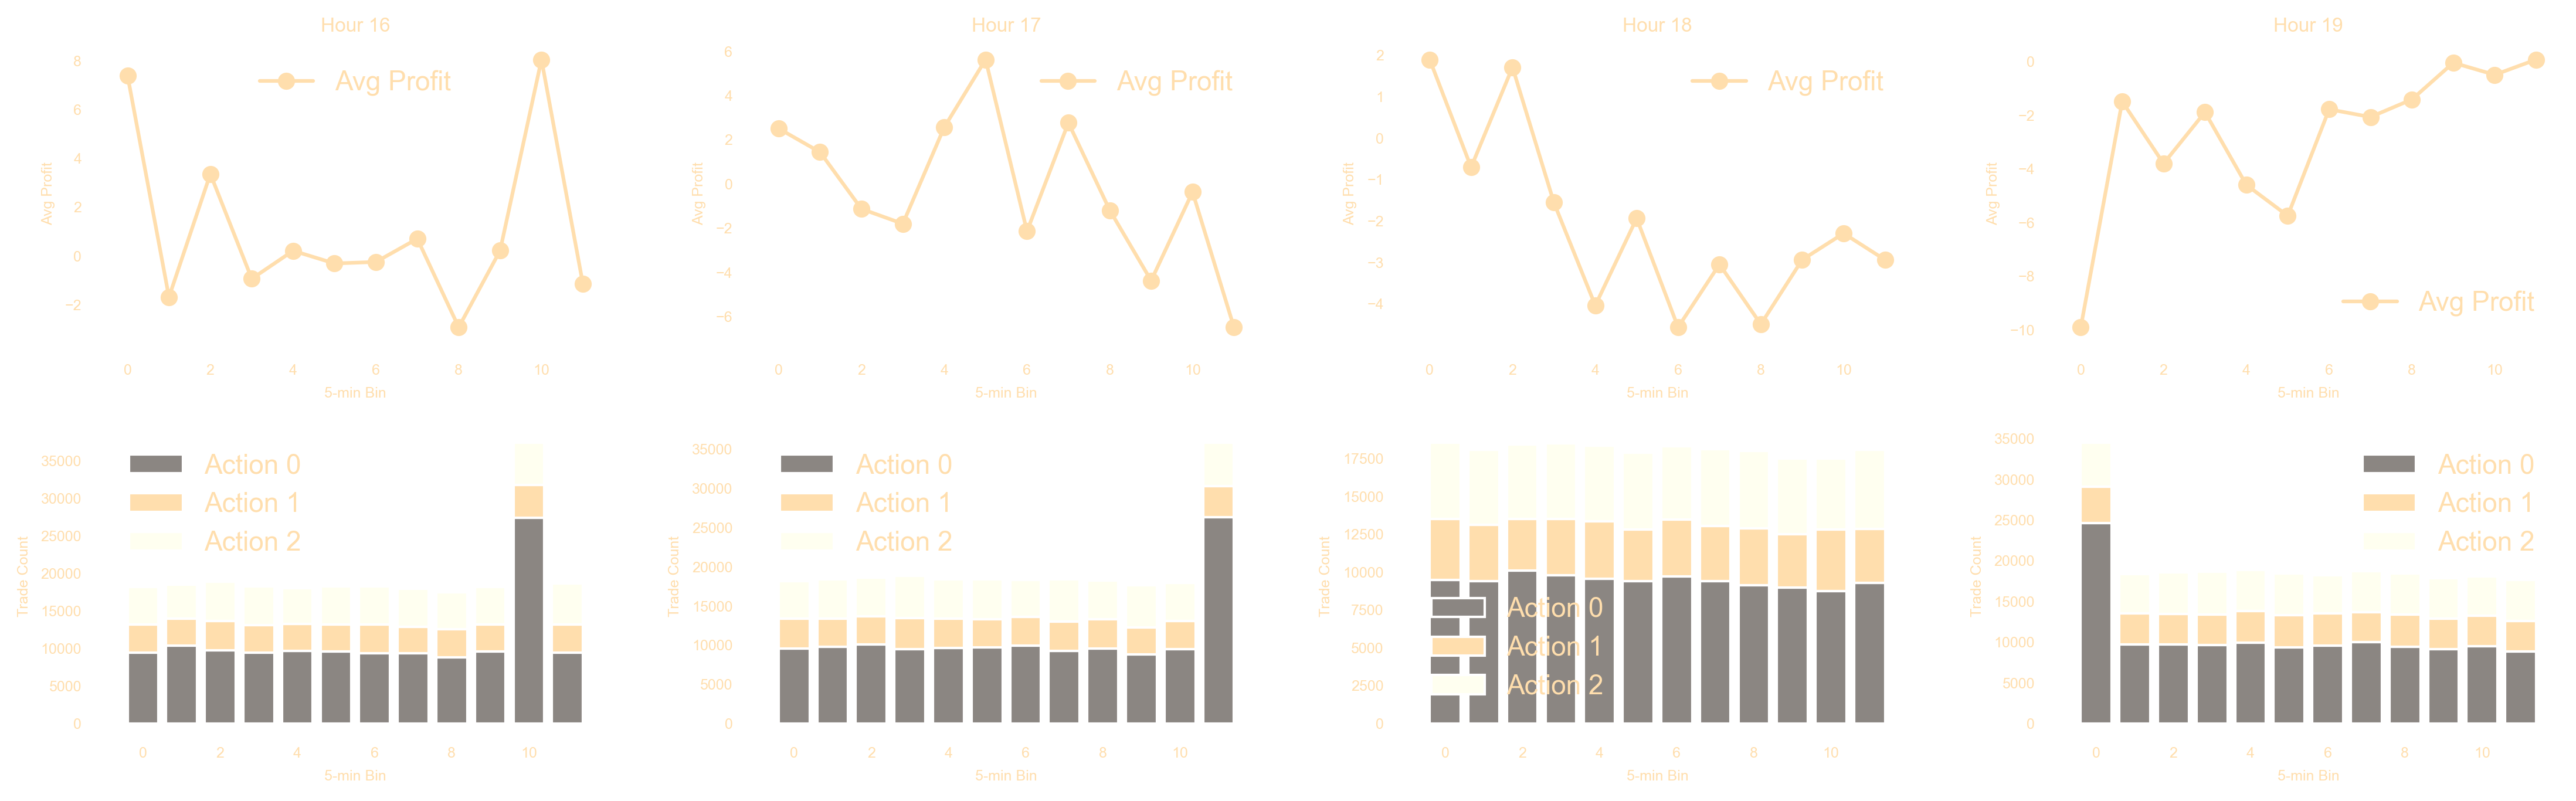 Hour 16
8
6
4
2
0
−2
Avg Profit
Avg Profit
0 2 4 6 8 10
5-min Bin
Hour 17
6
4
2
0
−2
−4
−6
Avg Profit
Avg Profit
0 2 4 6 8 10
5-min Bin
Hour 18
2
1
0
−1
−2
−3
−4
Avg Profit
Avg Profit
0 2 4 6 8 10
5-min Bin
Hour 19
0
−2
−4
−6
−8
−10
Avg Profit
Avg Profit
0 2 4 6 8 10
5-min Bin
35000
30000
25000
20000
15000
10000
5000
0
Trade Count
Action 0
Action 1
Action 2
0 2 4 6 8 10
5-min Bin
35000
30000
25000
20000
15000
10000
5000
0
Trade Count
Action 0
Action 1
Action 2
0 2 4 6 8 10
5-min Bin
17500
15000
12500
10000
7500
5000
2500
0
Trade Count
Action 0
Action 1
Action 2
0 2 4 6 8 10
5-min Bin
35000
30000
25000
20000
15000
10000
5000
0
Trade Count
Action 0
Action 1
Action 2
0 2 4 6 8 10
5-min Bin